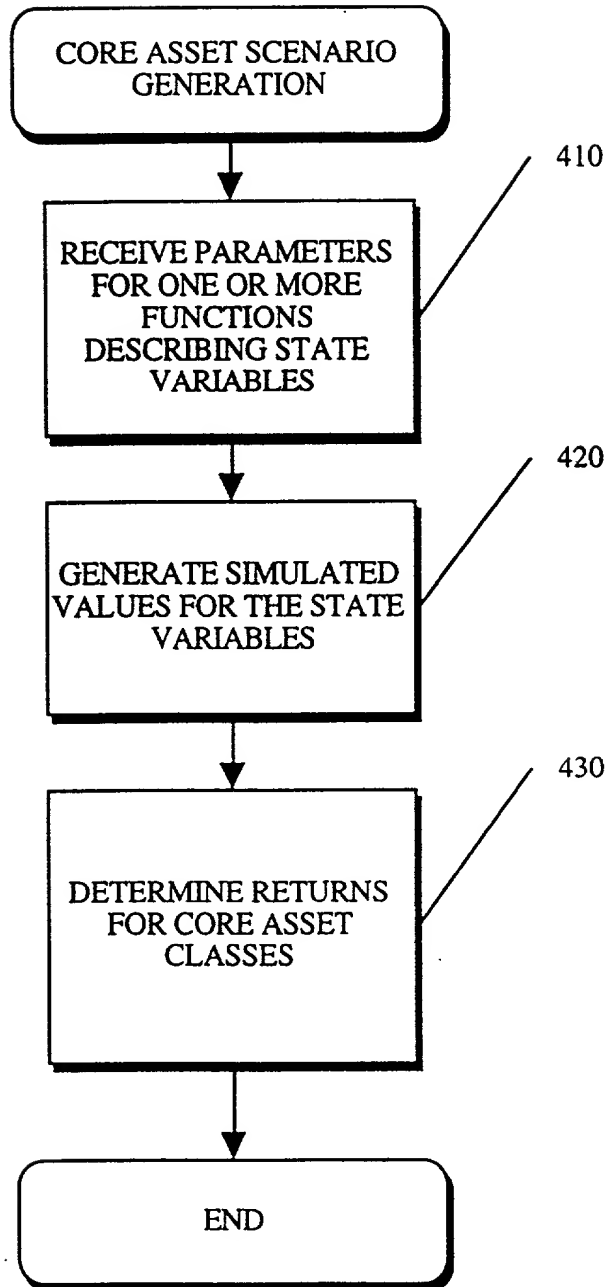 CORE ASSET SCENARIO
GENERATION
410
RECEIVE PARAMETERS
FOR ONE OR MORE
FUNCTIONS
DESCRIBING STATE
VARIABLES
420
GENERATE SIMULATED
VALUES FOR THE STATE
VARIABLES
430
DETERMINE RETURNS
FOR CORE ASSET
CLASSES
END